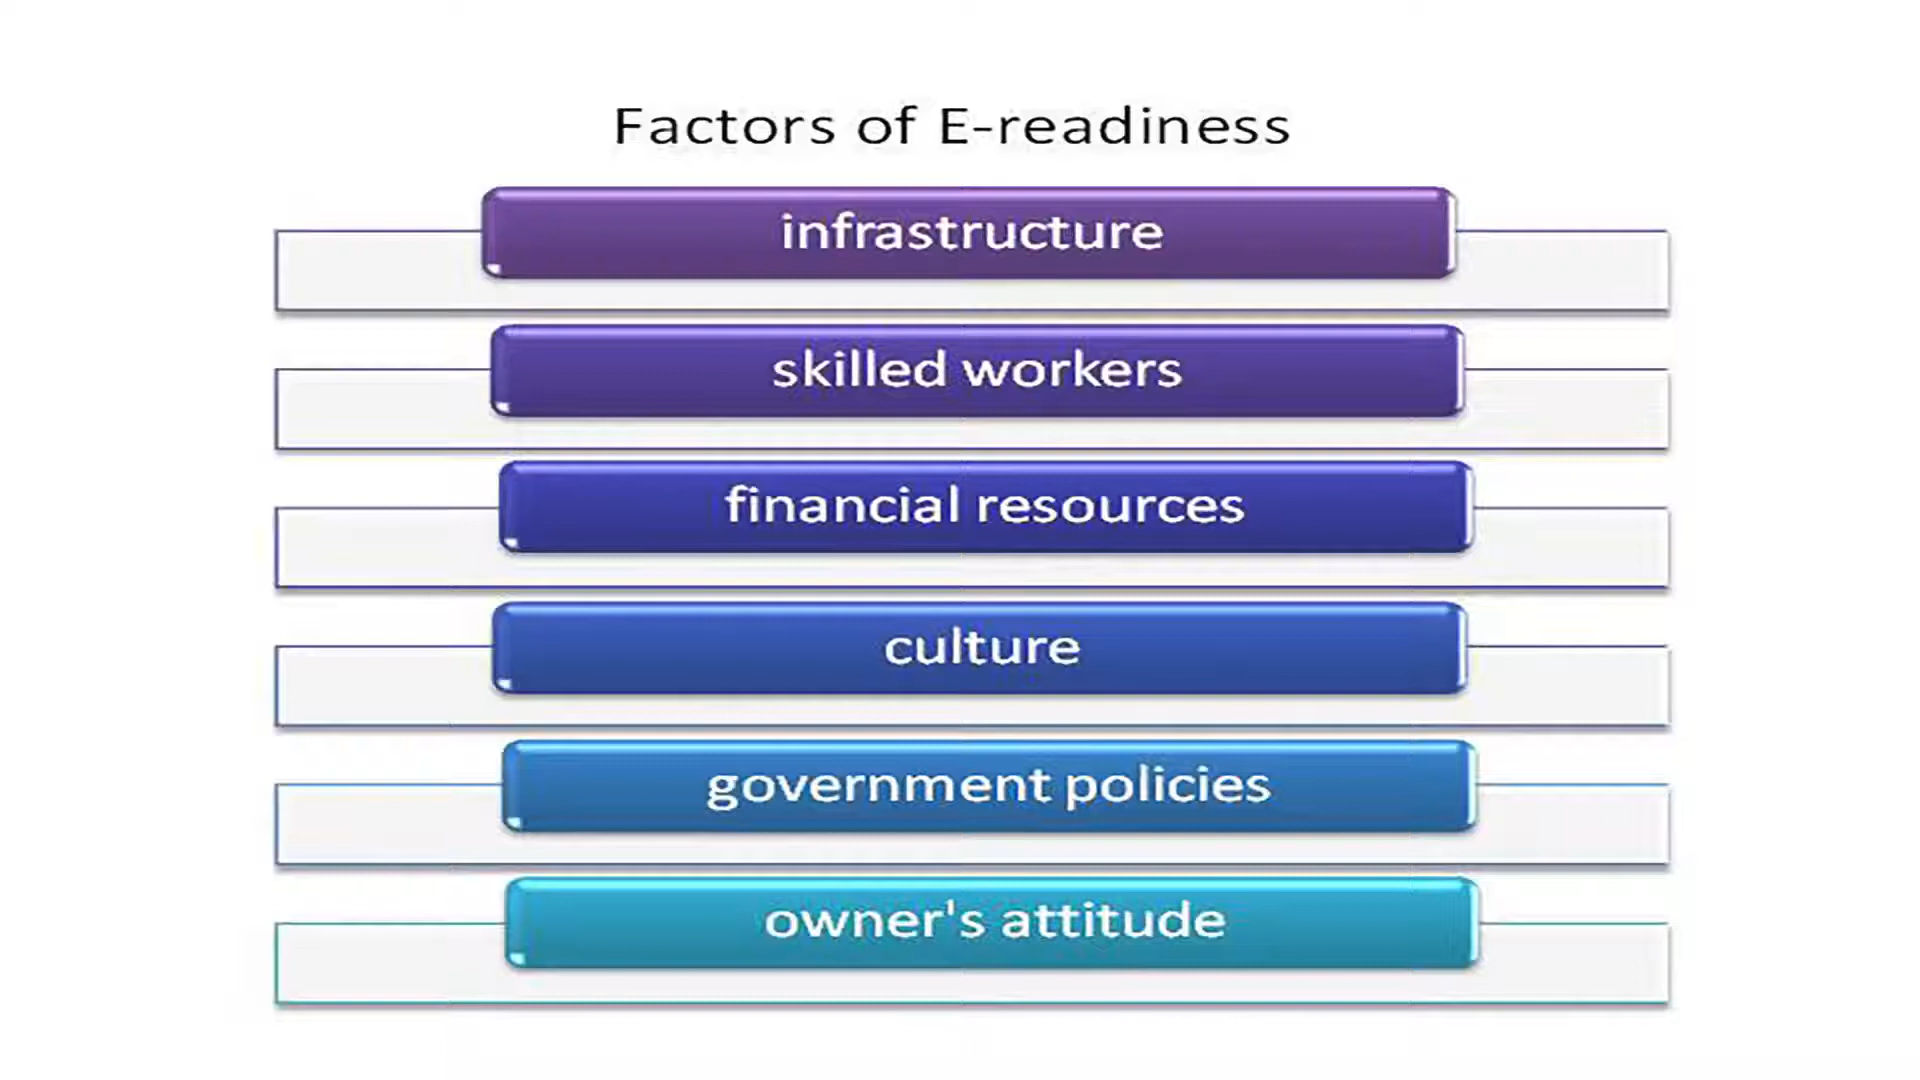 Factors of E-readiness
infrastructure
skilled workers
financial resources
culture
government policies
owner's attitude